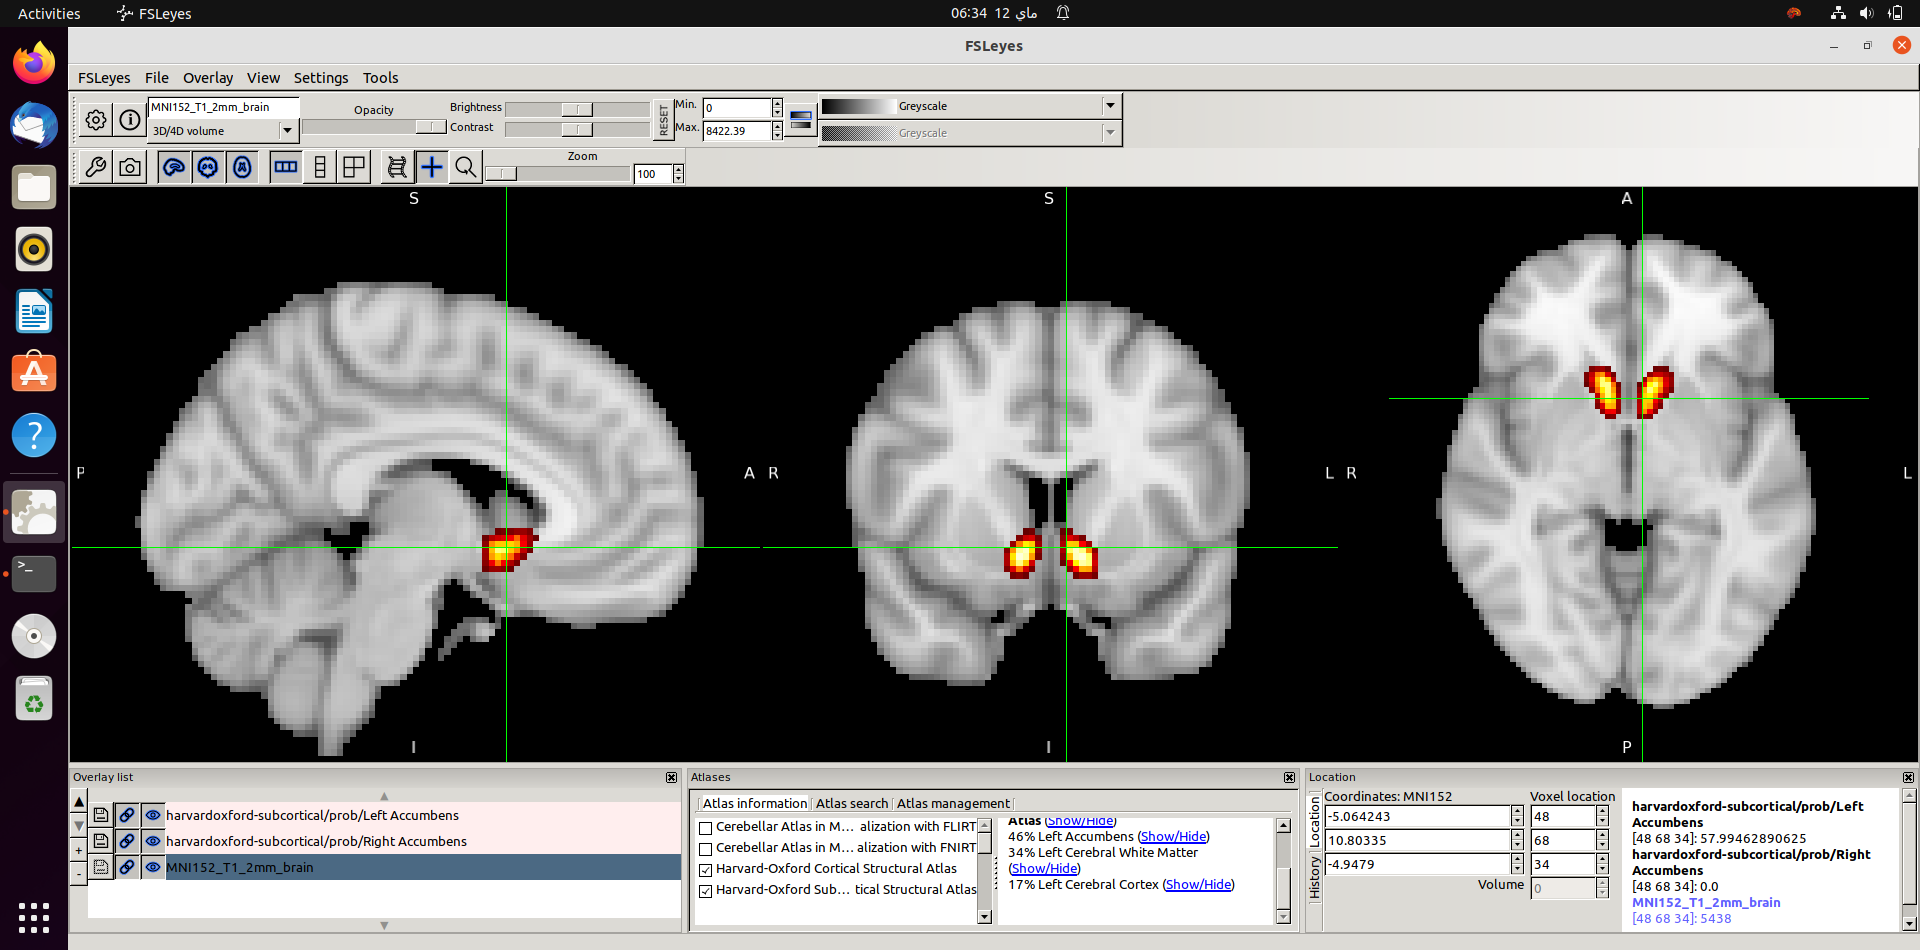 Activities
FSLeyes
06:34 12 ماي
FSLeyes
FSLeyes File Overlay View Settings Tools
MNI152_T1_2mm_brain
3D/4D volume
Opacity
Brightness
Contrast
RESET
Min. 0
Max. 8422.39
Greyscale
Greyscale
Zoom
100
S
S
A
P
A
R
L
R
L
I
I
P
Overlay list
harvardoxford-subcortical/prob/Left Accumbens
harvardoxford-subcortical/prob/Right Accumbens
MNI152_T1_2mm_brain
Atlases
Atlas information Atlas search Atlas management
Cerebellar Atlas in M... alization with FLIRT
Cerebellar Atlas in M... alization with FNIRT
Harvard-Oxford Cortical Structural Atlas
Harvard-Oxford Sub... tical Structural Atlas
Atlas (Show/Hide)
46% Left Accumbens (Show/Hide)
34% Left Cerebral White Matter
(Show/Hide)
17% Left Cerebral Cortex (Show/Hide)
Location
Location
History
Coordinates: MNI152 Voxel location
-5.064243 48
10.80335 68
-4.9479 34
Volume 0
harvardoxford-subcortical/prob/Left
Accumbens
[48 68 34]: 57.99462890625
harvardoxford-subcortical/prob/Right
Accumbens
[48 68 34]: 0.0
MNI152_T1_2mm_brain
[48 68 34]: 5438